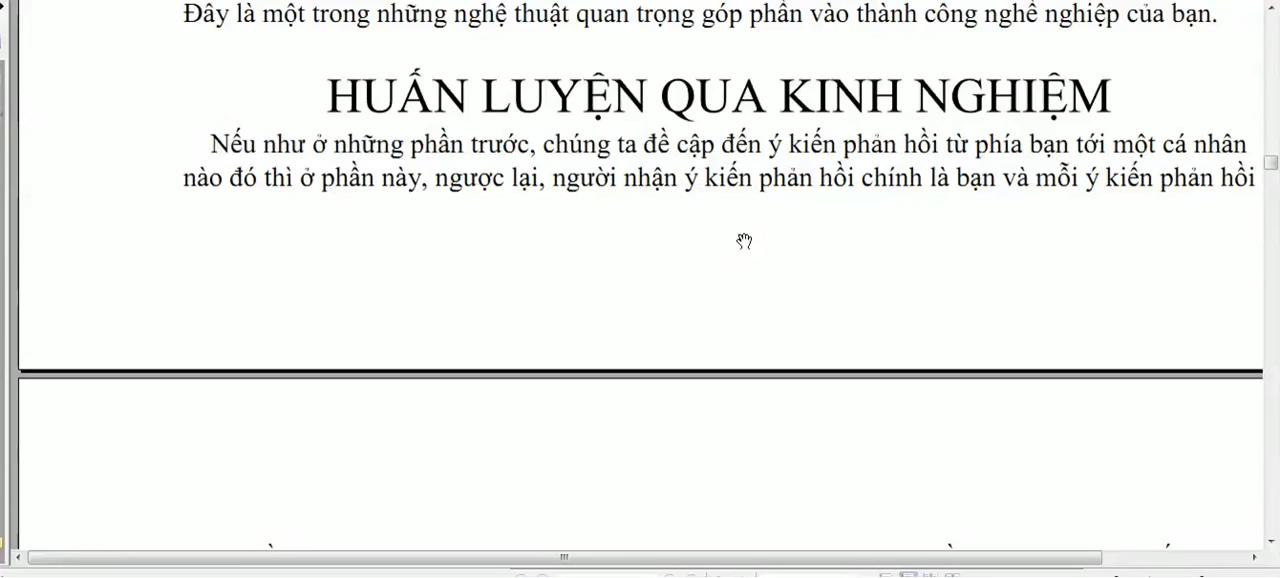 Đây là một trong những nghệ thuật quan trọng góp phần vào thành công nghề nghiệp của bạn.
HUẤN LUYỆN QUA KINH NGHIỆM
Nếu như ở những phần trước, chúng ta đề cập đến ý kiến phản hồi từ phía bạn tới một cá nhân
nào đó thì ở phần này, ngược lại, người nhận ý kiến phản hồi chính là bạn và mỗi ý kiến phản hồi